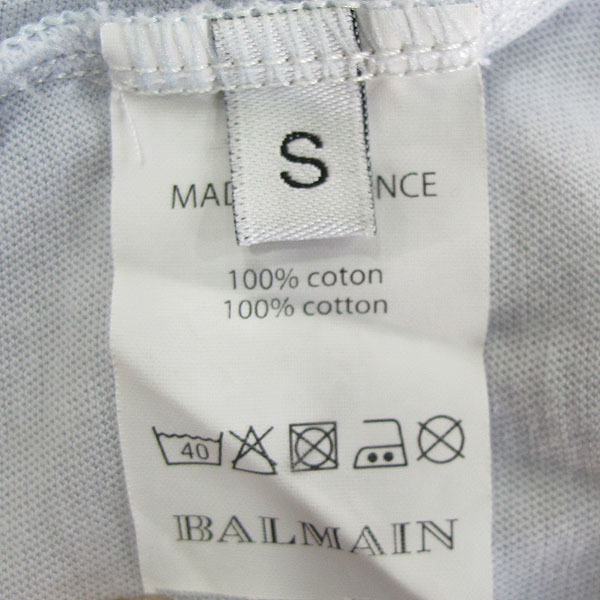 S
MAD NCE
100% coton
100% cotton
40
BALMAIN